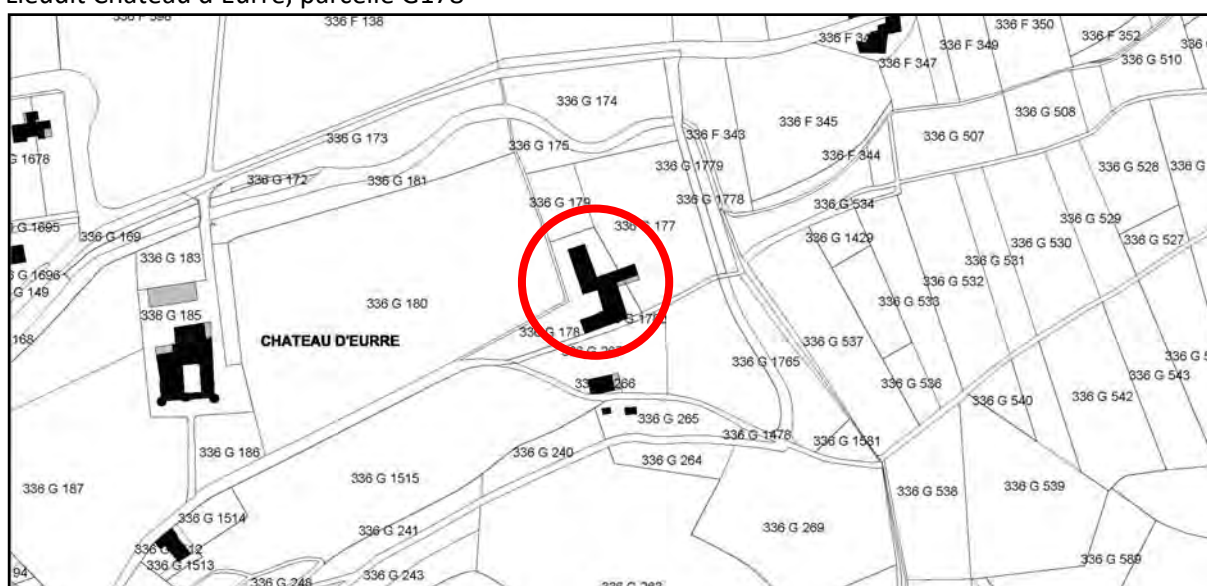 Lieudit Château d'Eurre, parcelle G178
336 F 138
336 F 350
336 F 352
336 F 349
336 F 347
336 G 510
336 G 174
336 G 508
336 F 345
336 G 173
336 F 343
336 G 507
336 G 175
336 F 344
G 1678
336 G 1779
336 G 528
336 G
336 G 172
336 G 181
336 G 179
336 G 1778
336 G 534
336 G 529
G 1695
336 G 169
336 G 177
336 G 1429
336 G 530
336 G 527
336 G 183
336 G 531
G 1696
G 149
336 G 532
336 G 180
336 G 533
336 G 185
168
CHATEAU D'EURRE
336 G 178
336 G 537
336 G 1765
336 G 543
266
336 G 536
336 G 542
336 G 540
336 G 265
336 G 1478
336 G 1581
336 G 186
336 G 240
336 G 264
336 G 187
336 G 1515
336 G 538
336 G 539
336 G 1514
336 G 241
336 G 269
336 G 1513
336 G 589
94
336 G 248
336 G 243